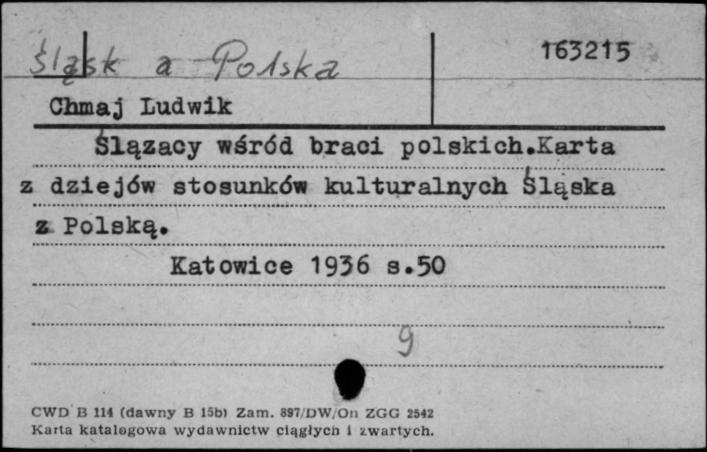 Śląsk a Polska
163215
Chmaj Ludwik
Ślązacy wśród braci polskich.Karta
z dziejów stosunków kulturalnych Śląska
z Polską.
Katowice 1936 s.50
9
CWD B 114 (dawny B 15b) Zam. 897/DW/On ZGG 2542
Karta katalogowa wydawnictw ciągłych i zwartych.